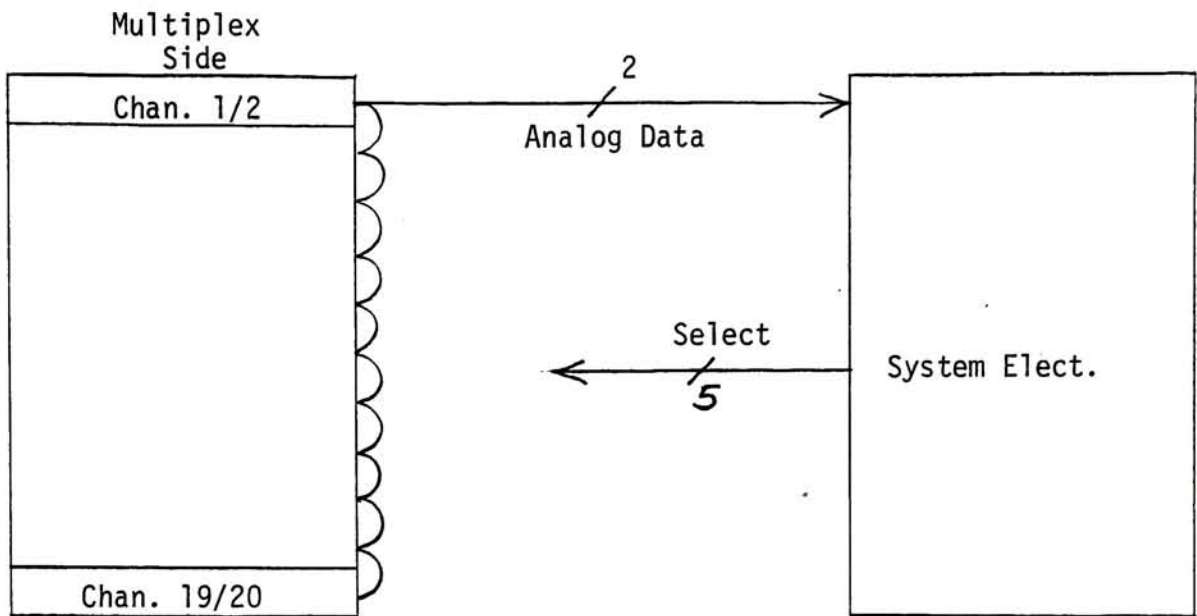 Multiplex
Side
Chan. 1/2
2
Analog Data
Select
5
System Elect.
Chan. 19/20